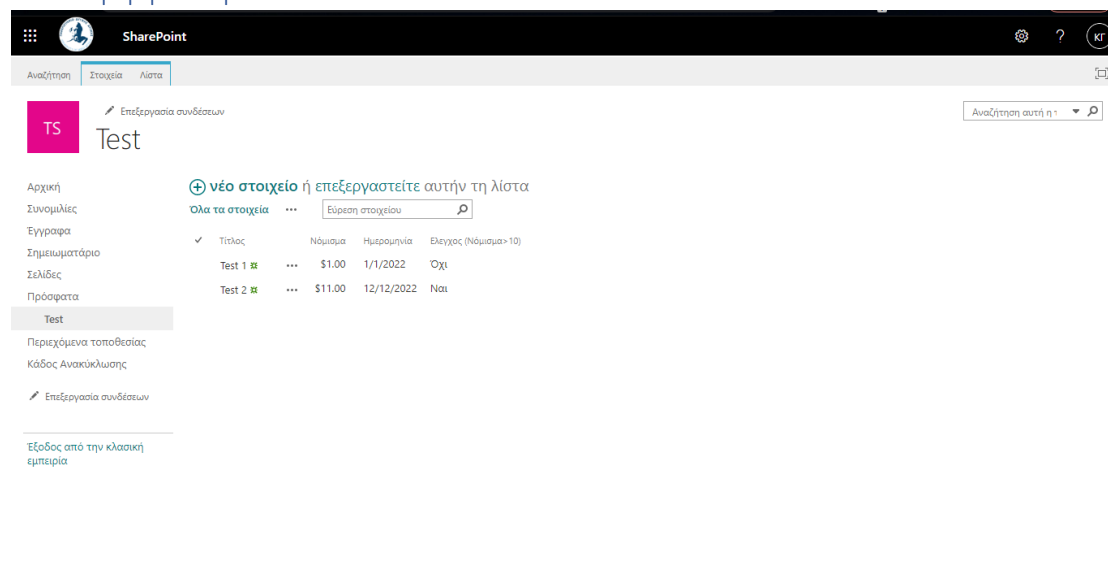 SharePoint
?
ΚΓ
Αναζήτηση Στοιχεία Λίστα
Επεξεργασία συνδέσεων
Αναζήτηση αυτή η τ
TS
Test
Αρχική
Συνομιλίες
Έγγραφα
Σημειωματάριο
Σελίδες
Πρόσφατα
Test
Περιεχόμενα τοποθεσίας
Κάδος Ανακύκλωσης
Επεξεργασία συνδέσεων
Έξοδος από την κλασική
εμπειρία
νέο στοιχείο ή επεξεργαστείτε αυτήν τη λίστα
Όλα τα στοιχεία ••• Εύρεση στοιχείου
Τίτλος Νόμισμα Ημερομηνία Ελεγχος (Νόμισμα>10)
Test 1 ••• $1.00 1/1/2022 Όχι
Test 2 ••• $11.00 12/12/2022 Ναι